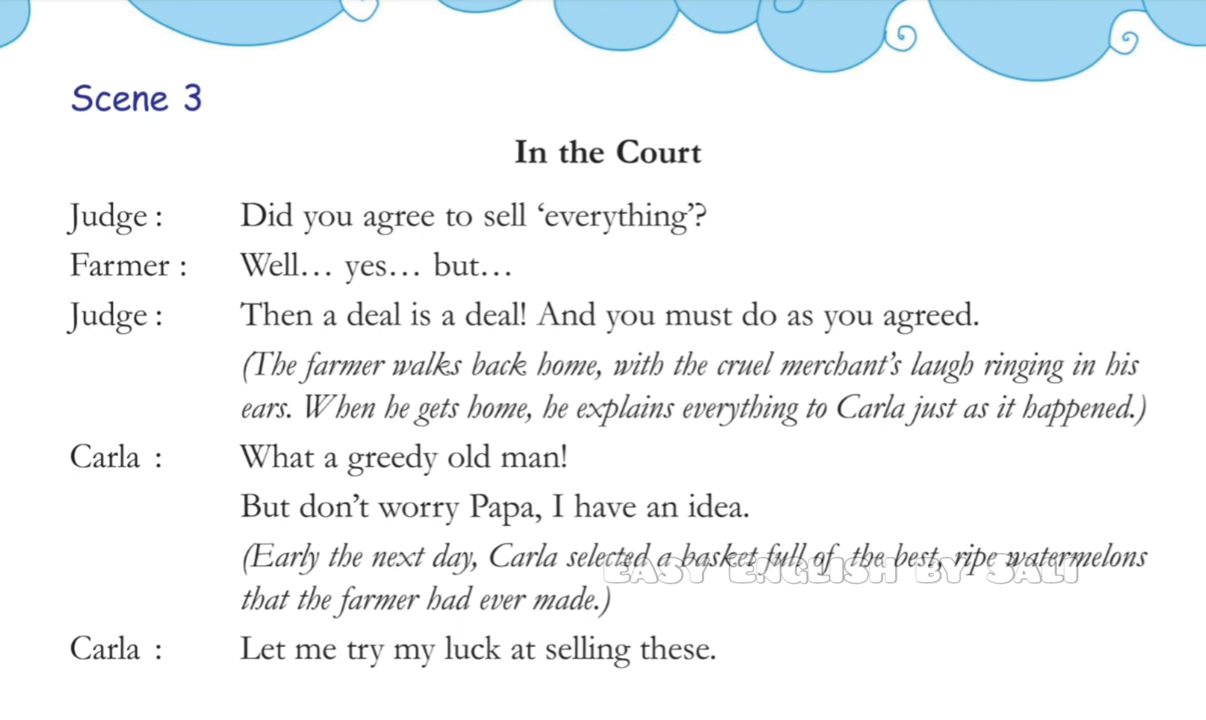 Scene 3
In the Court
Judge : Did you agree to sell ‘everything’?
Farmer : Well… yes… but…
Judge : Then a deal is a deal! And you must do as you agreed.
(The farmer walks back home, with the cruel merchant’s laugh ringing in his
ears. When he gets home, he explains everything to Carla just as it happened.)
Carla : What a greedy old man!
But don’t worry Papa, I have an idea.
(Early the next day, Carla selected a basket full of the best, ripe watermelons
EASY ENGLISH BY SALI
that the farmer had ever made.)
Carla : Let me try my luck at selling these.